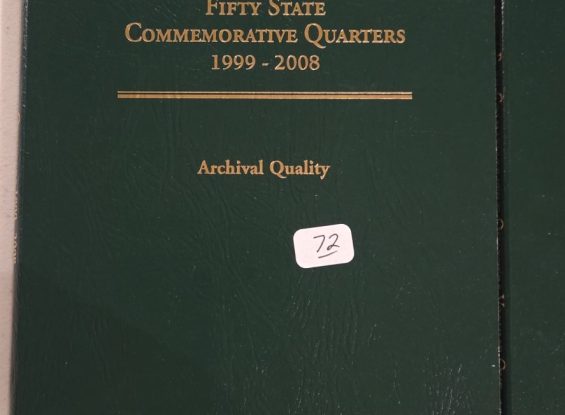 FIFTY STATE
COMMEMORATIVE QUARTERS
1999 - 2008
Archival Quality
72